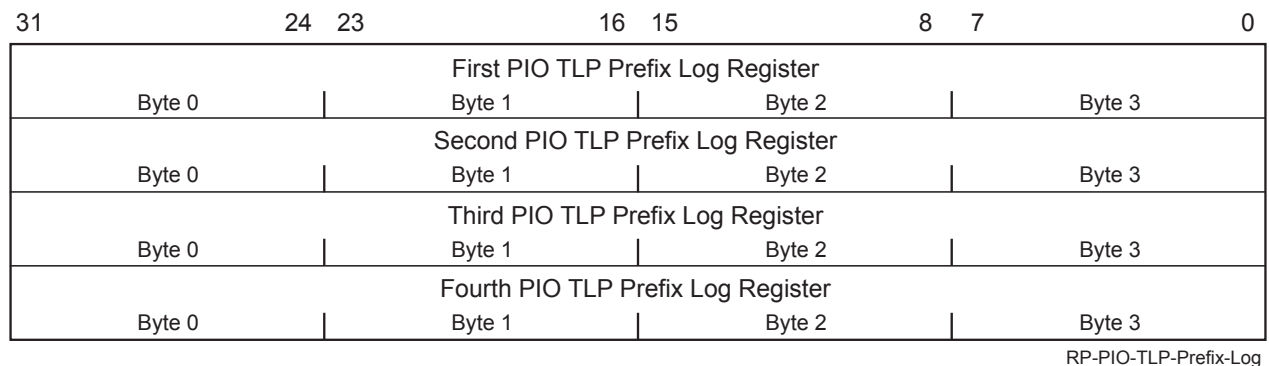 31 24 23 16 15 8 7 0
First PIO TLP Prefix Log Register
Byte 0 Byte 1 Byte 2 Byte 3
Second PIO TLP Prefix Log Register
Byte 0 Byte 1 Byte 2 Byte 3
Third PIO TLP Prefix Log Register
Byte 0 Byte 1 Byte 2 Byte 3
Fourth PIO TLP Prefix Log Register
Byte 0 Byte 1 Byte 2 Byte 3
RP-PIO-TLP-Prefix-Log